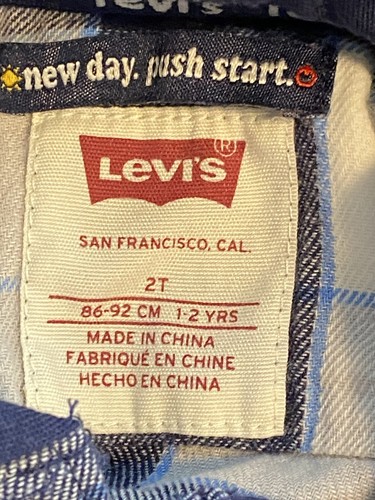 Levi's
new day. push start.
LEVI'S®
SAN FRANCISCO, CAL.
2T
86-92 CM 1-2 YRS
MADE IN CHINA
FABRIQUÉ EN CHINE
HECHO EN CHINA